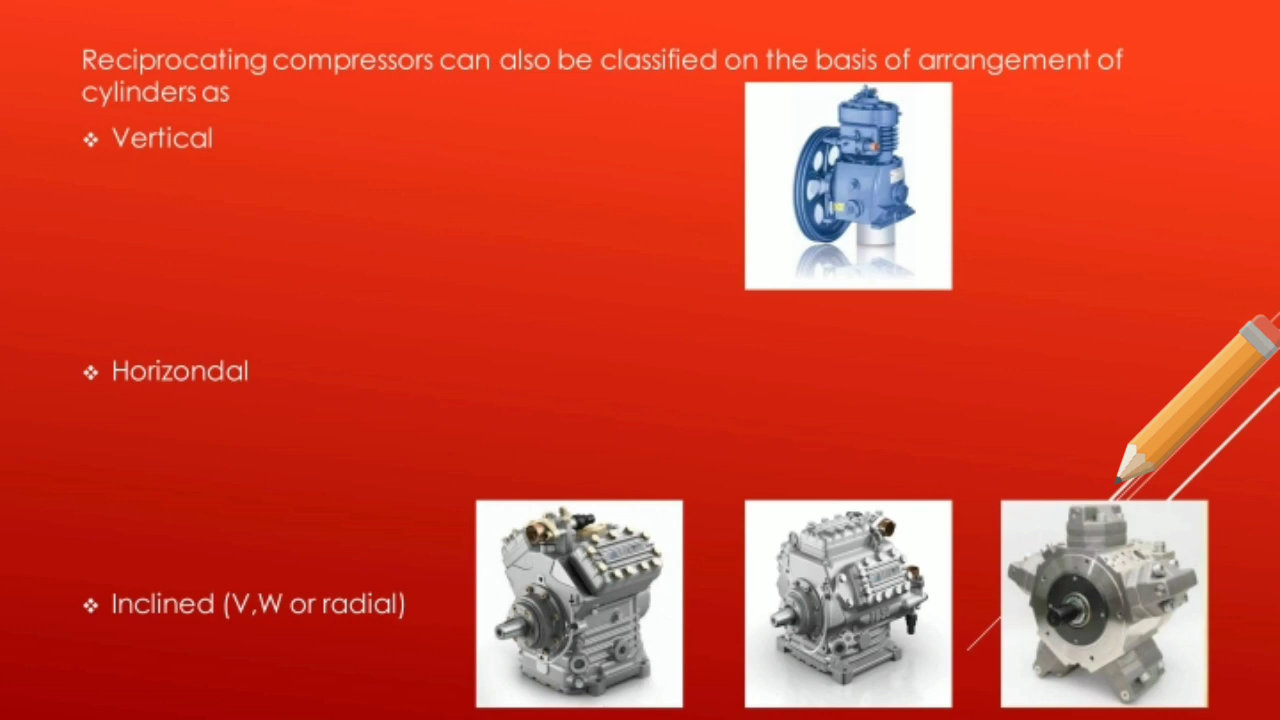 Reciprocating compressors can also be classified on the basis of arrangement of
cylinders as
❖ Vertical
❖ Horizondal
❖ Inclined (V,W or radial)